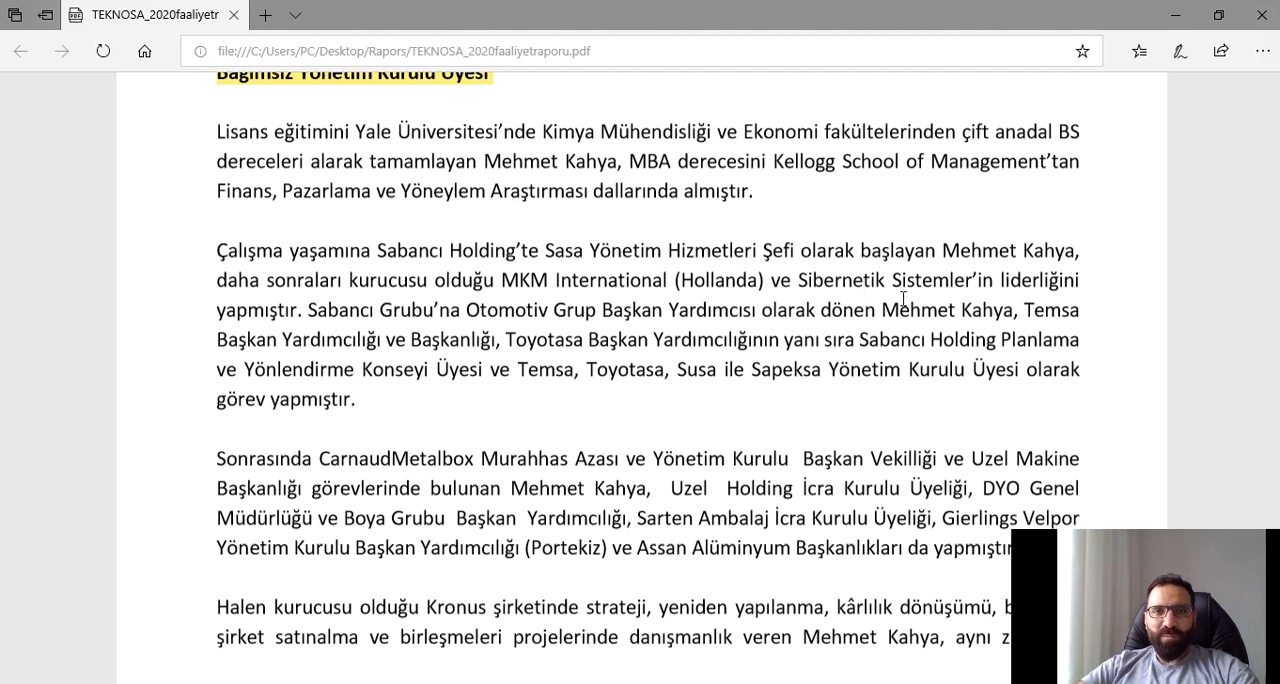 TEKNOSA_2020faaliyetr
file:///C:/Users/PC/Desktop/Rapors/TEKNOSA_2020faaliyetraporu.pdf
Bağımsız Yönetim Kurulu Üyesi
Lisans eğitimini Yale Üniversitesi’nde Kimya Mühendisliği ve Ekonomi fakültelerinden çift anadal BS
dereceleri alarak tamamlayan Mehmet Kahya, MBA derecesini Kellogg School of Management’tan
Finans, Pazarlama ve Yöneylem Araştırması dallarında almıştır.
Çalışma yaşamına Sabancı Holding’te Sasa Yönetim Hizmetleri Şefi olarak başlayan Mehmet Kahya,
daha sonraları kurucusu olduğu MKM International (Hollanda) ve Sibernetik Sistemler’in liderliğini
yapmıştır. Sabancı Grubu’na Otomotiv Grup Başkan Yardımcısı olarak dönen Mehmet Kahya, Temsa
Başkan Yardımcılığı ve Başkanlığı, Toyotasa Başkan Yardımcılığının yanı sıra Sabancı Holding Planlama
ve Yönlendirme Konseyi Üyesi ve Temsa, Toyotasa, Susa ile Sapeksa Yönetim Kurulu Üyesi olarak
görev yapmıştır.
Sonrasında CarnaudMetalbox Murahhas Azası ve Yönetim Kurulu Başkan Vekilliği ve Uzel Makine
Başkanlığı görevlerinde bulunan Mehmet Kahya, Uzel Holding İcra Kurulu Üyeliği, DYO Genel
Müdürlüğü ve Boya Grubu Başkan Yardımcılığı, Sarten Ambalaj İcra Kurulu Üyeliği, Gierlings Velpor
Yönetim Kurulu Başkan Yardımcılığı (Portekiz) ve Assan Alüminyum Başkanlıkları da yapmıştır
Halen kurucusu olduğu Kronus şirketinde strateji, yeniden yapılanma, kârlılık dönüşümü,
şirket satınalma ve birleşmeleri projelerinde danışmanlık veren Mehmet Kahya, aynı